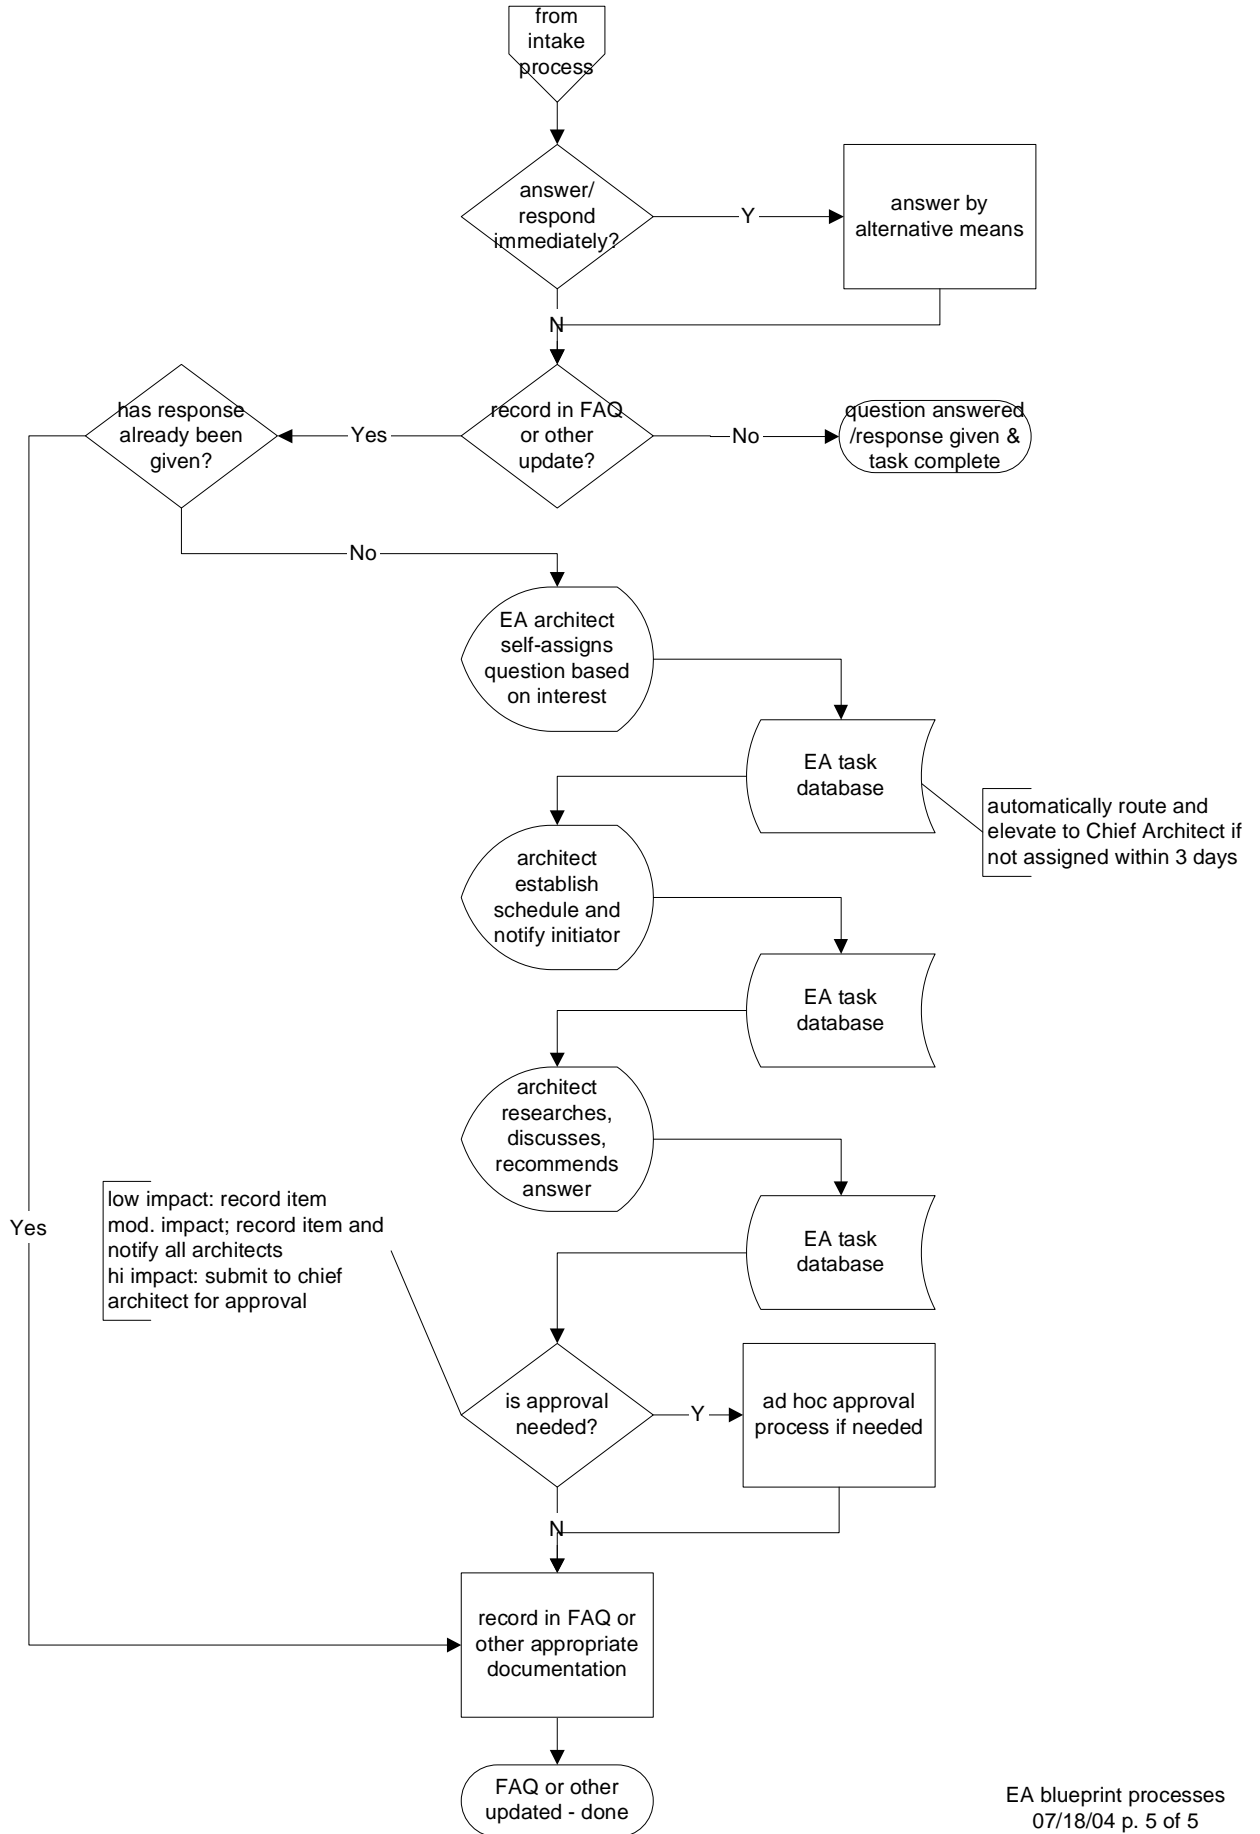 from
intake
process
answer/
respond
immediately?
Y
answer by
alternative means
N
has response
already been
given?
Yes
record in FAQ
or other
update?
No
question answered
/response given &
task complete
No
EA architect
self-assigns
question based
on interest
EA task
database
automatically route and
elevate to Chief Architect if
not assigned within 3 days
architect
establish
schedule and
notify initiator
EA task
database
architect
researches,
discusses,
recommends
answer
low impact: record item
mod. impact; record item and
notify all architects
hi impact: submit to chief
architect for approval
Yes
EA task
database
is approval
needed?
Y
ad hoc approval
process if needed
N
record in FAQ or
other appropriate
documentation
FAQ or other
updated - done
EA blueprint processes
07/18/04 p. 5 of 5